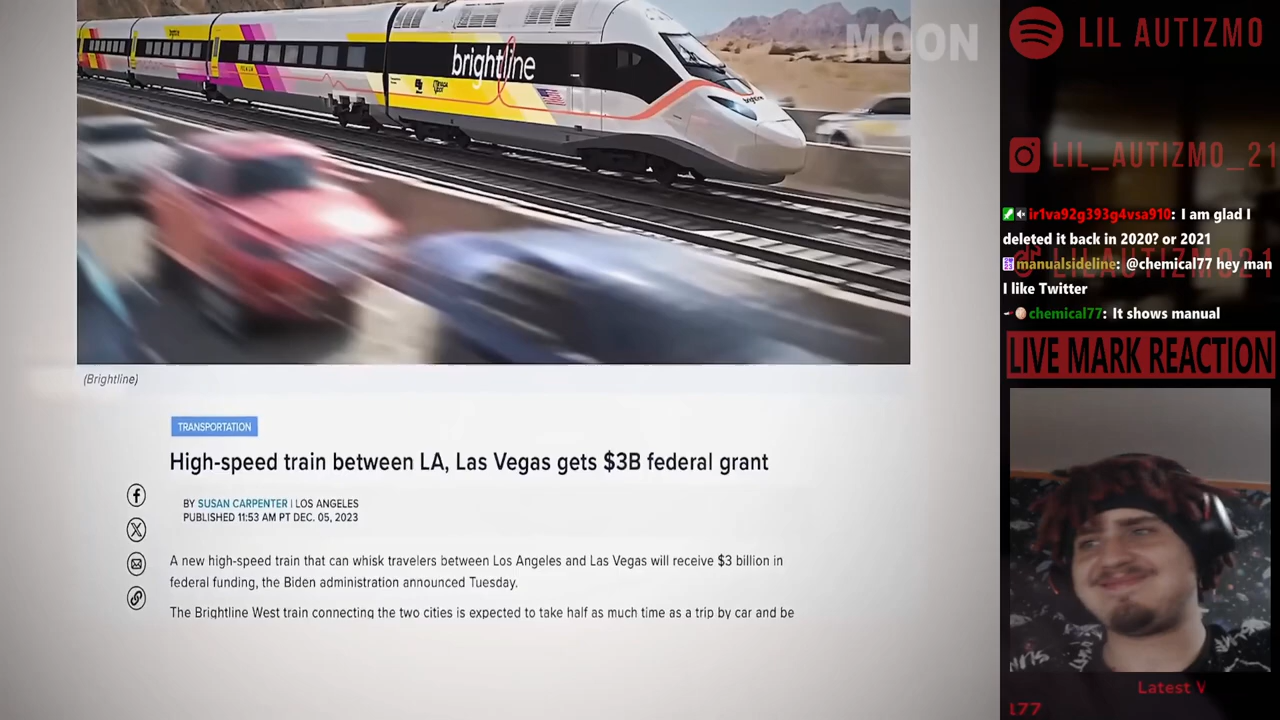 MOON
brightline
brightline
(Brightline)
TRANSPORTATION
High-speed train between LA, Las Vegas gets $3B federal grant
BY SUSAN CARPENTER | LOS ANGELES
PUBLISHED 11:53 AM PT DEC. 05, 2023
A new high-speed train that can whisk travelers between Los Angeles and Las Vegas will receive $3 billion in
federal funding, the Biden administration announced Tuesday.
The Brightline West train connecting the two cities is expected to take half as much time as a trip by car and be
LIL AUTIZMO
LIL_AUTIZMO_21
LILAUTIZMO21
ir1va92g393g4vsa910: I am glad I
deleted it back in 2020? or 2021
manualsideline: @chemical77 hey man
I like Twitter
chemical77: It shows manual
LIVE MARK REACTION
Latest V
l77